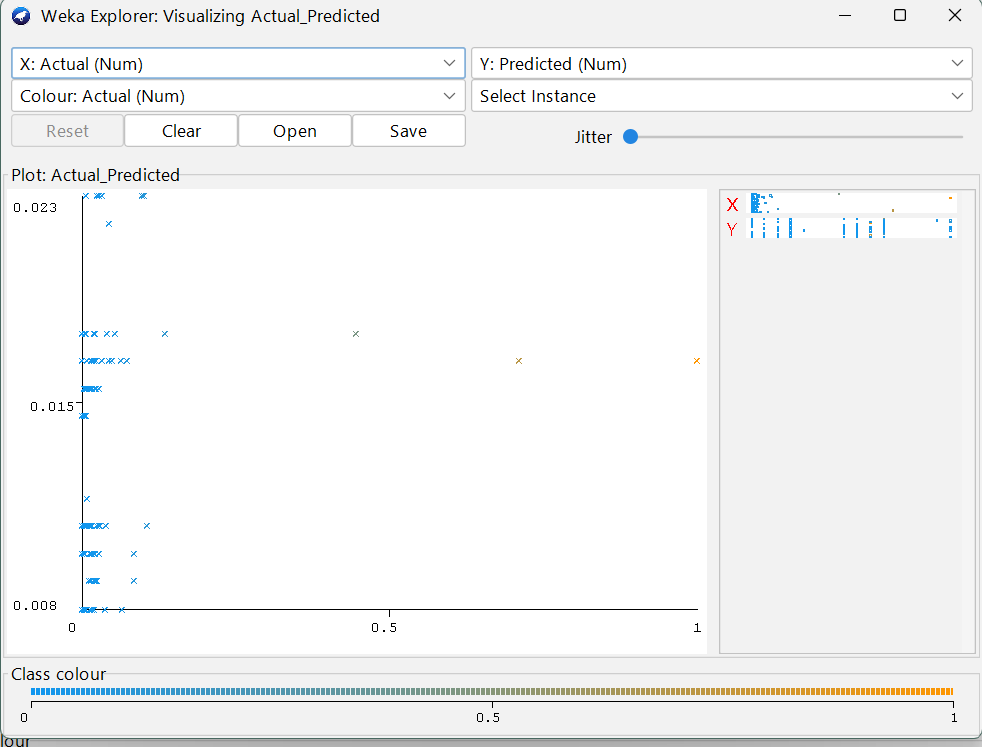 Weka Explorer: Visualizing Actual_Predicted
X: Actual (Num) Y: Predicted (Num)
Colour: Actual (Num) Select Instance
Reset Clear Open Save Jitter
Plot: Actual_Predicted
0.023
0.015
0.008
0 0.5 1
X
Y
Class colour
0 0.5 1
lour